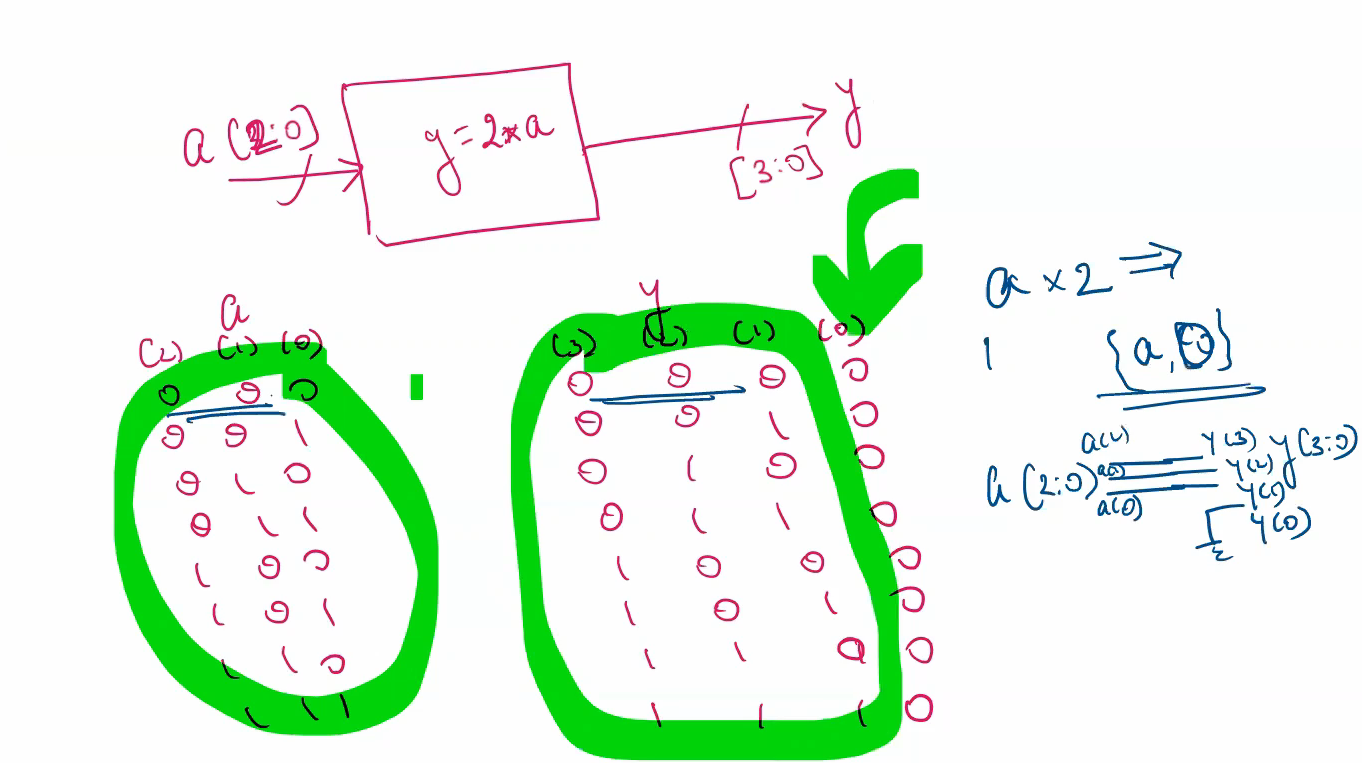 a [2:0]
y = 2*a
y
[3:0]
a
(2) (1) (0)
0 0 0
0 0 1
0 1 0
0 1 1
1 0 0
1 0 1
1 1 0
1 1 1
y
(3) (2) (1) (0)
0 0 0 0
0 0 1 0
0 1 0 0
0 1 1 0
1 0 0 0
1 0 1 0
1 1 0 0
1 1 1 0
a × 2 ⇒
1
{a, 0}
a(2) y(3)
a(2:0) a(1) y(2) y(3:0)
a(0) y(1)
y(0)